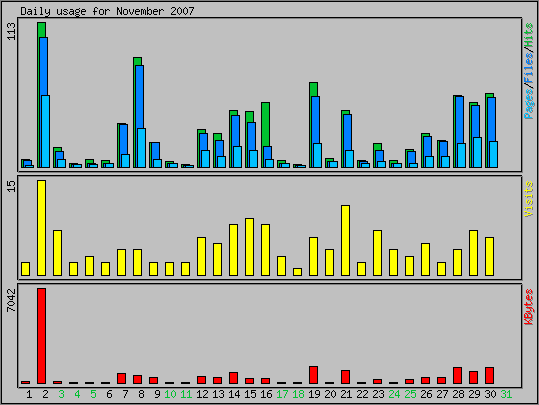 Daily usage for November 2007
113
Pages/Files/Hits
15
Visits
7042
KBytes
1 2 3 4 5 6 7 8 9 10 11 12 13 14 15 16 17 18 19 20 21 22 23 24 25 26 27 28 29 30 31